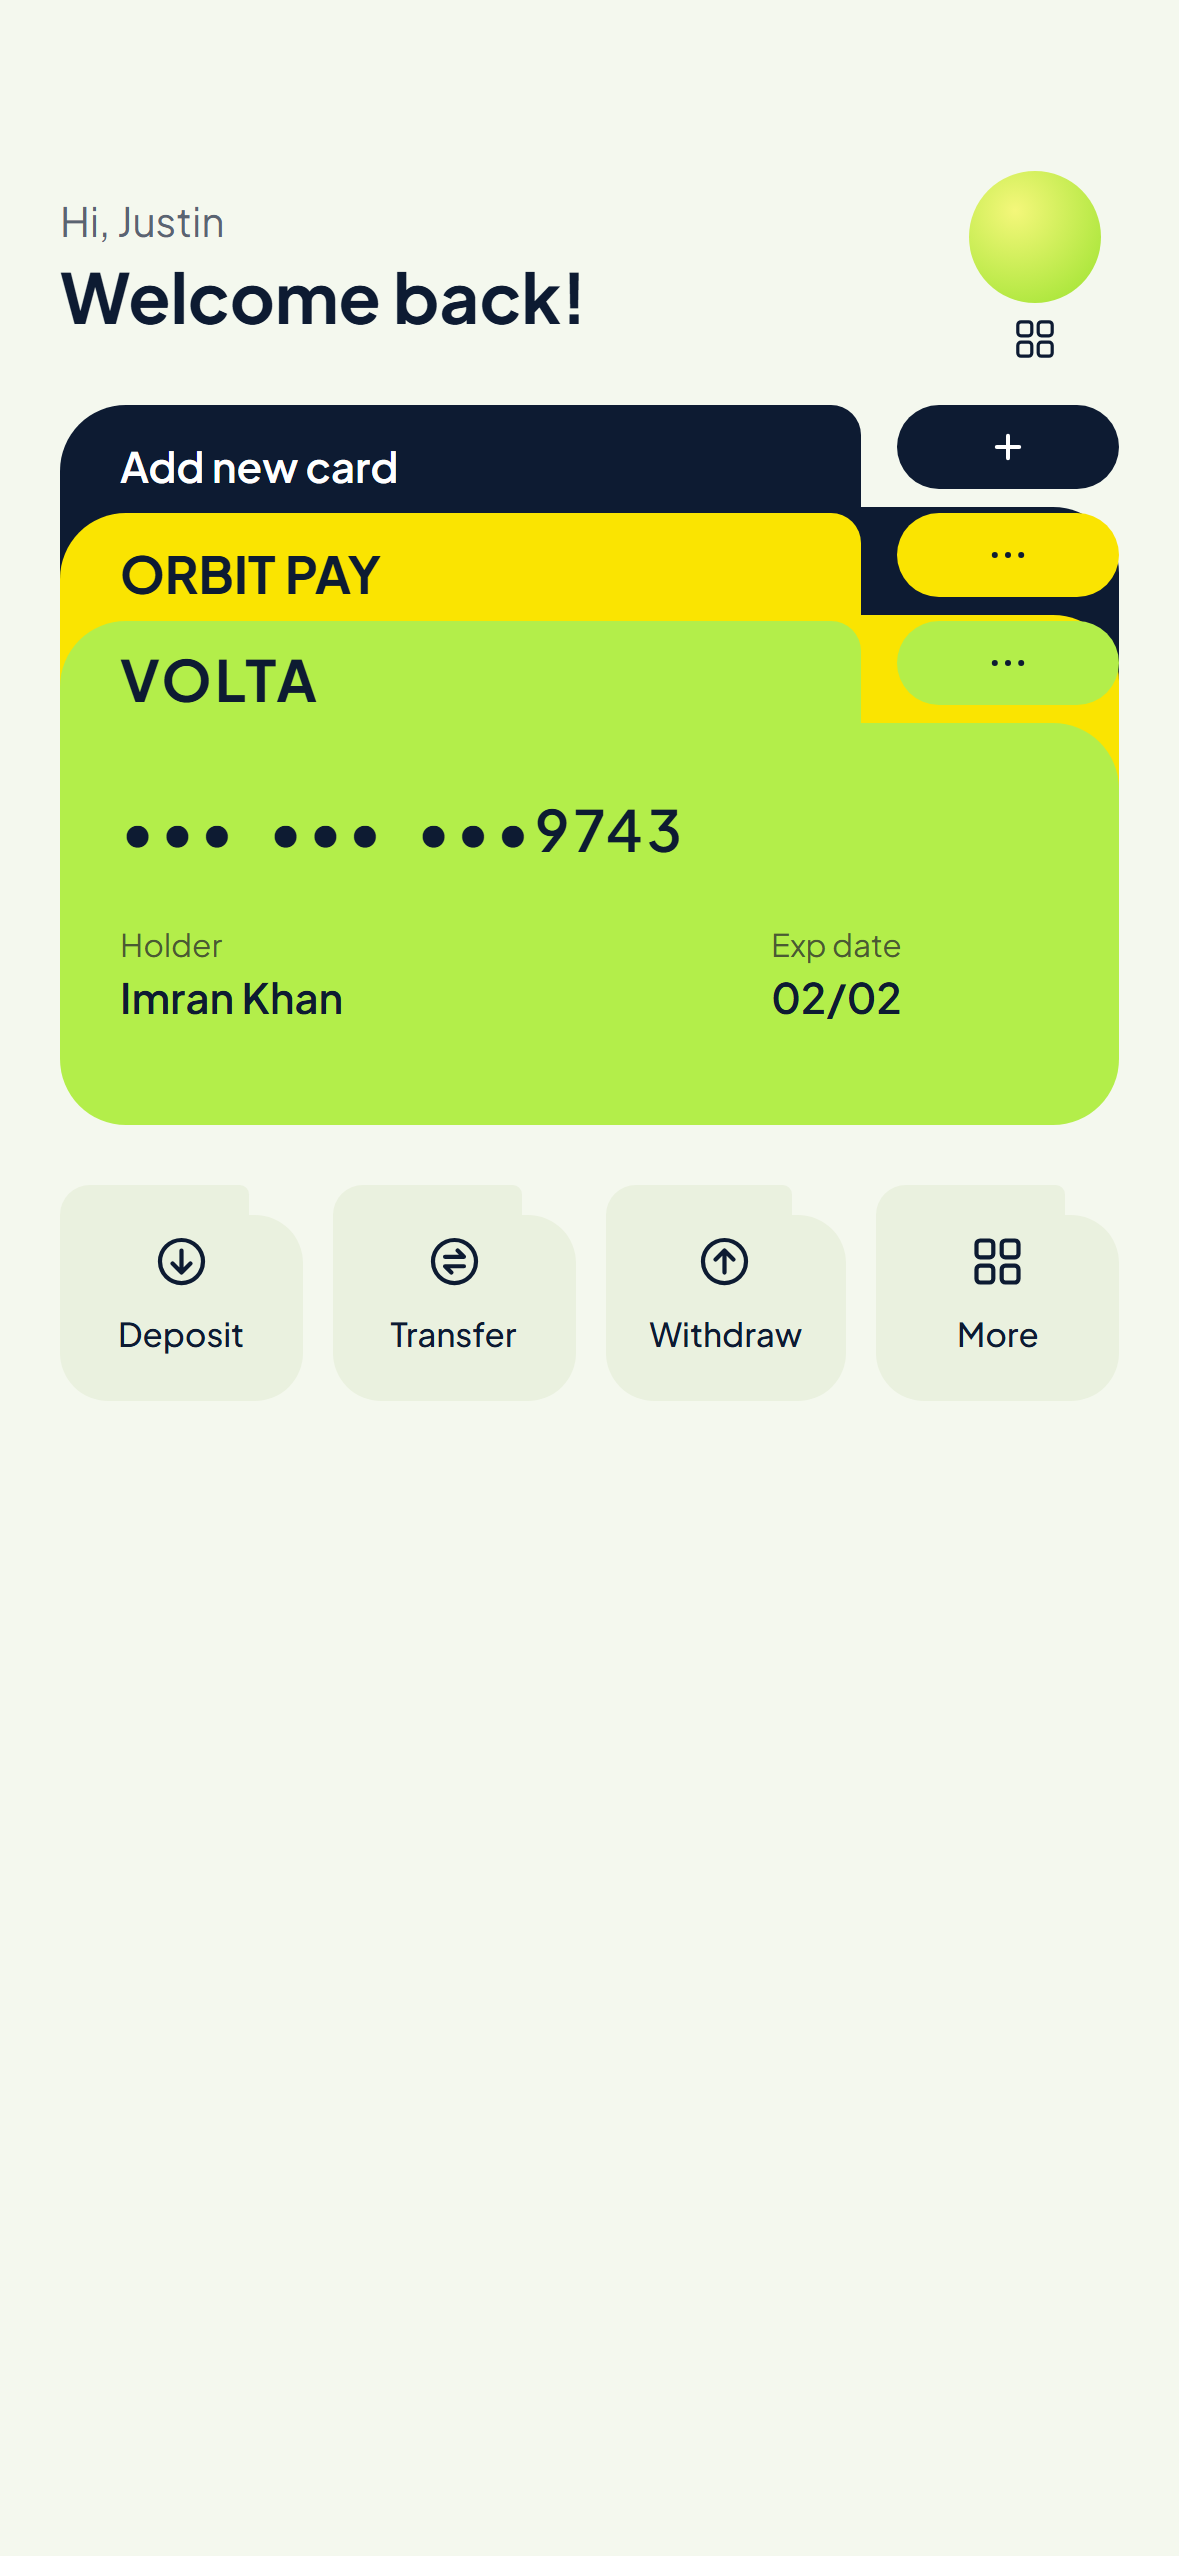 Hi, Justin
Welcome back!
Add new card
ORBIT PAY
VOLTA
••• ••• •••9743
Holder
Exp date
Imran Khan
02/02
Deposit
Transfer
Withdraw
More